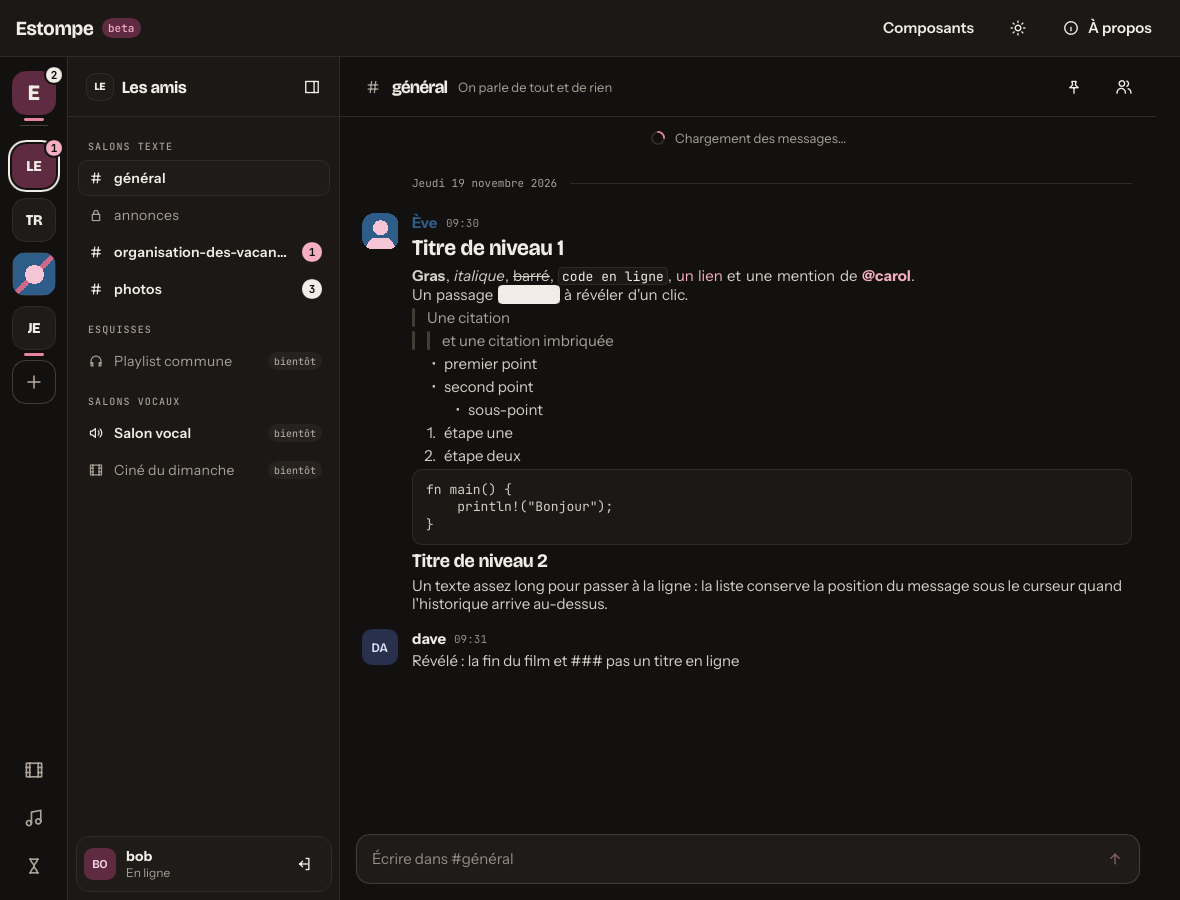 Estompe beta
Composants
À propos
E 2
LE 1
TR
JE
LE Les amis
SALONS TEXTE
# général
annonces
# organisation-des-vacan... 1
# photos 3
ESQUISSES
Playlist commune bientôt
SALONS VOCAUX
Salon vocal bientôt
Ciné du dimanche bientôt
BO bob
En ligne
# général On parle de tout et de rien
Chargement des messages…
Jeudi 19 novembre 2026
Ève 09:30
Titre de niveau 1
Gras, italique, barré, code en ligne, un lien et une mention de @carol.
Un passage à révéler d'un clic.
Une citation
et une citation imbriquée
· premier point
· second point
· sous-point
1. étape une
2. étape deux
fn main() {
    println!("Bonjour");
}
Titre de niveau 2
Un texte assez long pour passer à la ligne : la liste conserve la position du message sous le curseur quand
l'historique arrive au-dessus.
DA dave 09:31
Révélé : la fin du film et ### pas un titre en ligne
Écrire dans #général